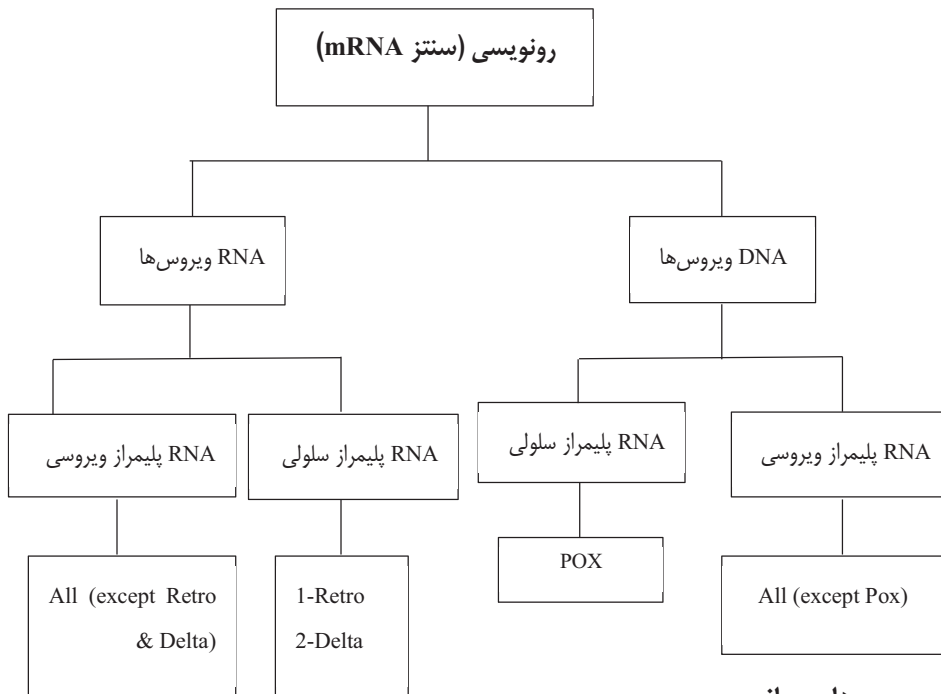 رونویسی (سنتز mRNA)
DNA ویروس‌ها
RNA ویروس‌ها
RNA پلیمراز ویروسی
RNA پلیمراز سلولی
RNA پلیمراز سلولی
RNA پلیمراز ویروسی
All (except Pox)
POX
1-Retro
2-Delta
All (except Retro
& Delta)